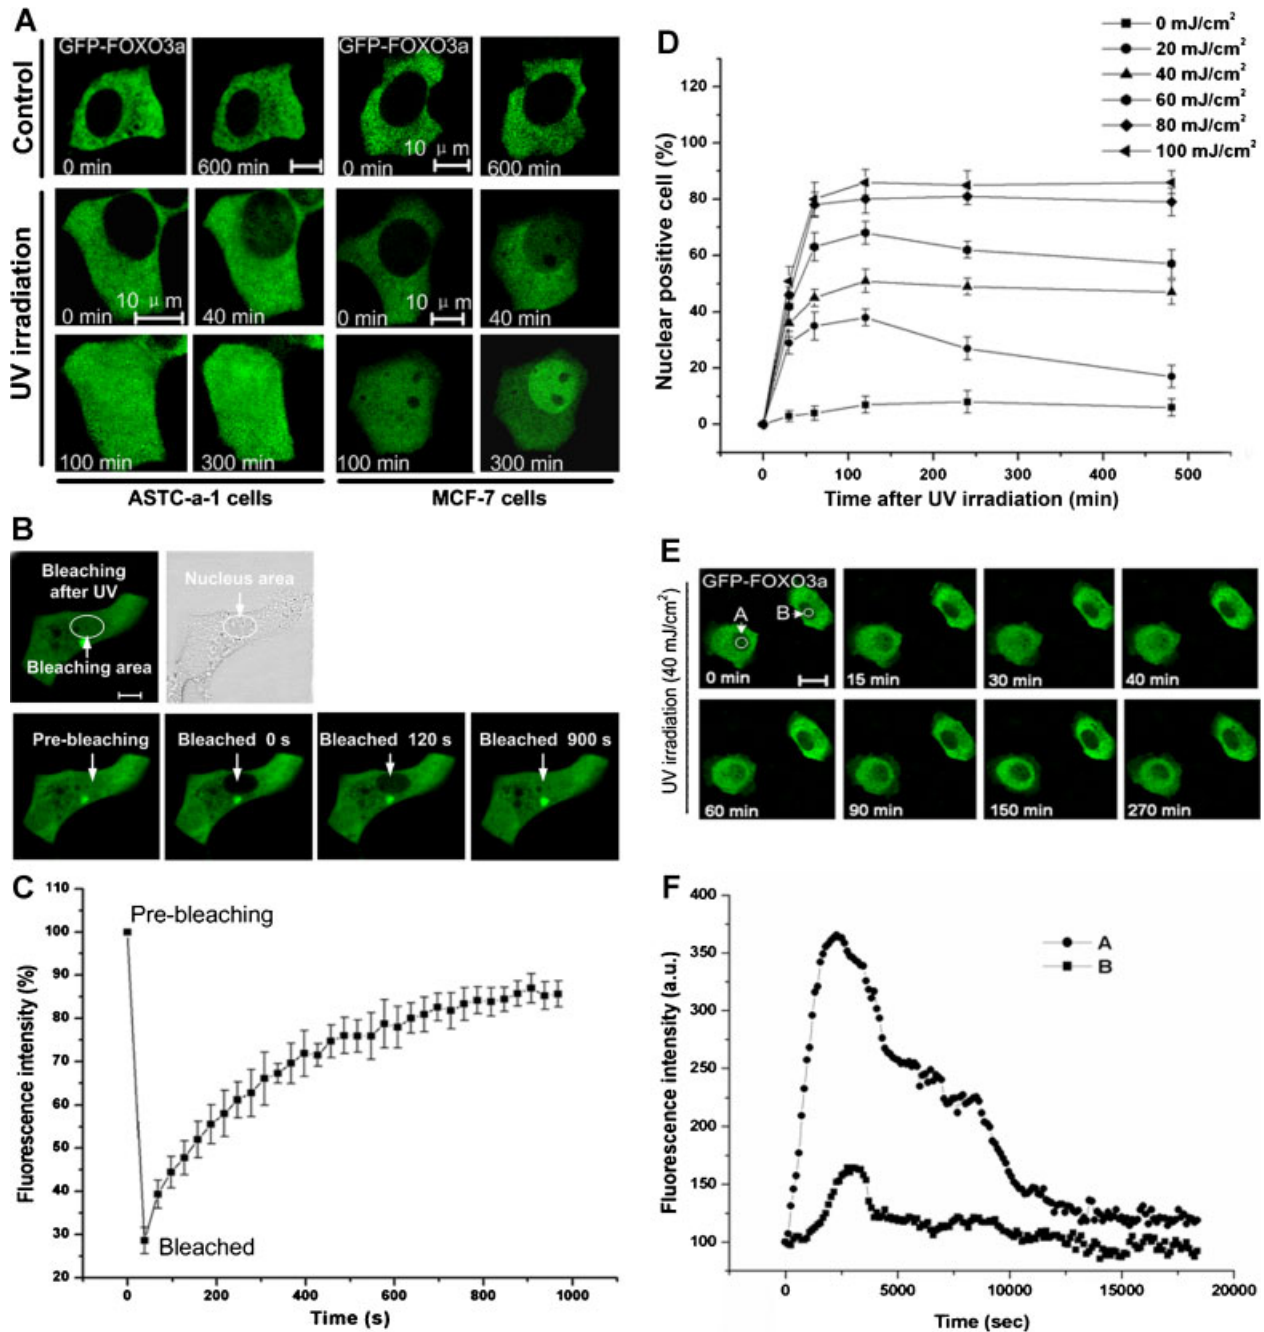 A
GFP-FOXO3a
GFP-FOXO3a
Control
0 min
600 min
0 min
10 μm
600 min
UV irradiation
10 μm
0 min
40 min
10 μm
0 min
40 min
100 min
300 min
100 min
300 min
ASTC-a-1 cells
MCF-7 cells
B
Bleaching
after UV
Bleaching area
Nucleus area
Pre-bleaching
Bleached 0 s
Bleached 120 s
Bleached 900 s
C
Fluorescence intensity (%)
110
100
90
80
70
60
50
40
30
20
Pre-bleaching
Bleached
0
200
400
600
800
1000
Time (s)
D
0 mJ/cm²
20 mJ/cm²
40 mJ/cm²
60 mJ/cm²
80 mJ/cm²
100 mJ/cm²
Nuclear positive cell (%)
120
100
80
60
40
20
0
0
100
200
300
400
500
Time after UV irradiation (min)
E
UV irradiation (40 mJ/cm²)
GFP-FOXO3a
A
B
0 min
15 min
30 min
40 min
60 min
90 min
150 min
270 min
F
Fluorescence intensity (a.u.)
400
350
300
250
200
150
100
A
B
0
5000
10000
15000
20000
Time (sec)